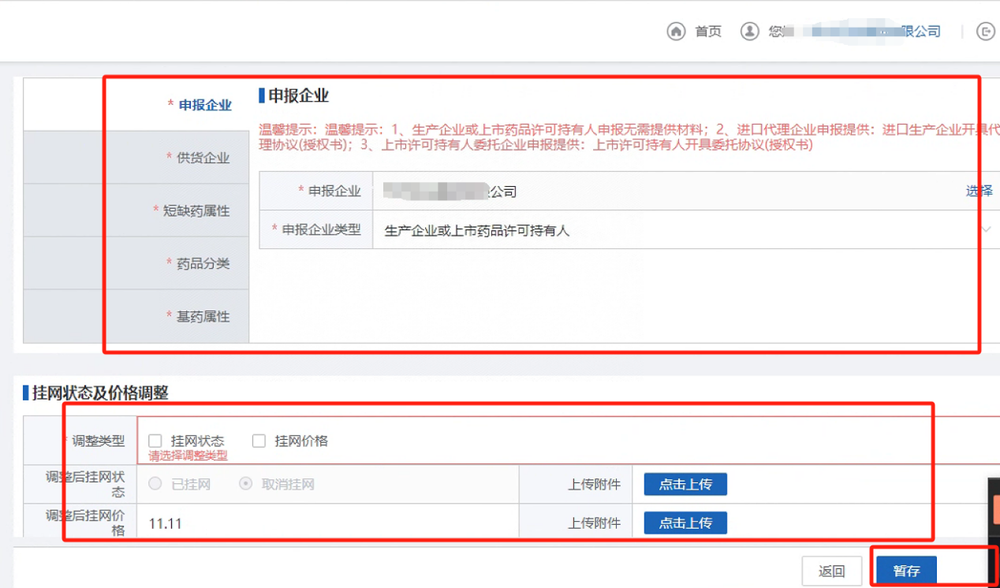 首页
您
限公司
* 申报企业
* 供货企业
* 短缺药属性
* 药品分类
* 基药属性
申报企业
温馨提示：温馨提示：1、生产企业或上市药品许可持有人申报无需提供材料；2、进口代理企业申报提供：进口生产企业开具代
理协议(授权书)；3、上市许可持有人委托企业申报提供：上市许可持有人开具委托协议(授权书)
* 申报企业
公司
选择
* 申报企业类型
生产企业或上市药品许可持有人
挂网状态及价格调整
* 调整类型
挂网状态
挂网价格
请选择调整类型
调整后挂网状
态
已挂网
取消挂网
上传附件
点击上传
调整后挂网价
格
11.11
上传附件
点击上传
返回
暂存